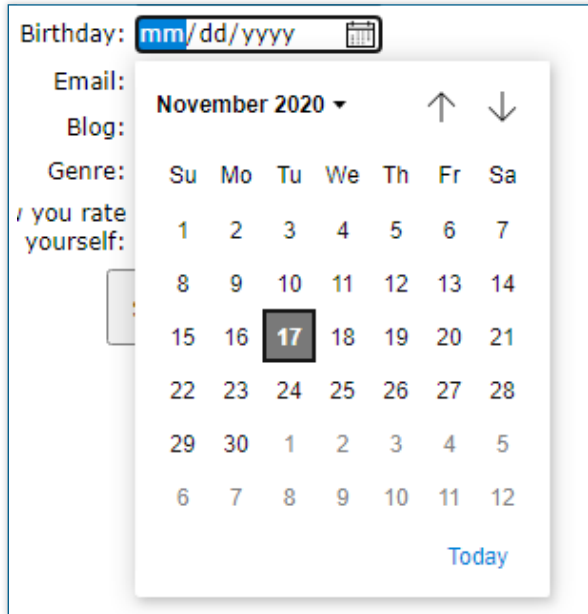 Birthday: mm/dd/yyyy
Email:
Blog:
Genre:
you rate
yourself:
November 2020
Su Mo Tu We Th Fr Sa
1 2 3 4 5 6 7
8 9 10 11 12 13 14
15 16 17 18 19 20 21
22 23 24 25 26 27 28
29 30 1 2 3 4 5
6 7 8 9 10 11 12
Today